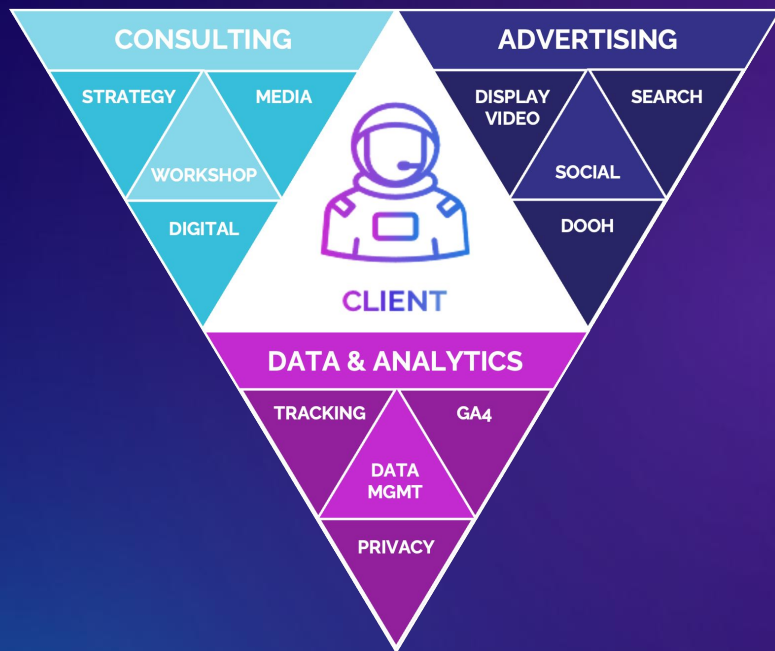 CONSULTING
STRATEGY
MEDIA
WORKSHOP
DIGITAL
ADVERTISING
DISPLAY
VIDEO
SEARCH
SOCIAL
DOOH
CLIENT
DATA & ANALYTICS
TRACKING
GA4
DATA
MGMT
PRIVACY